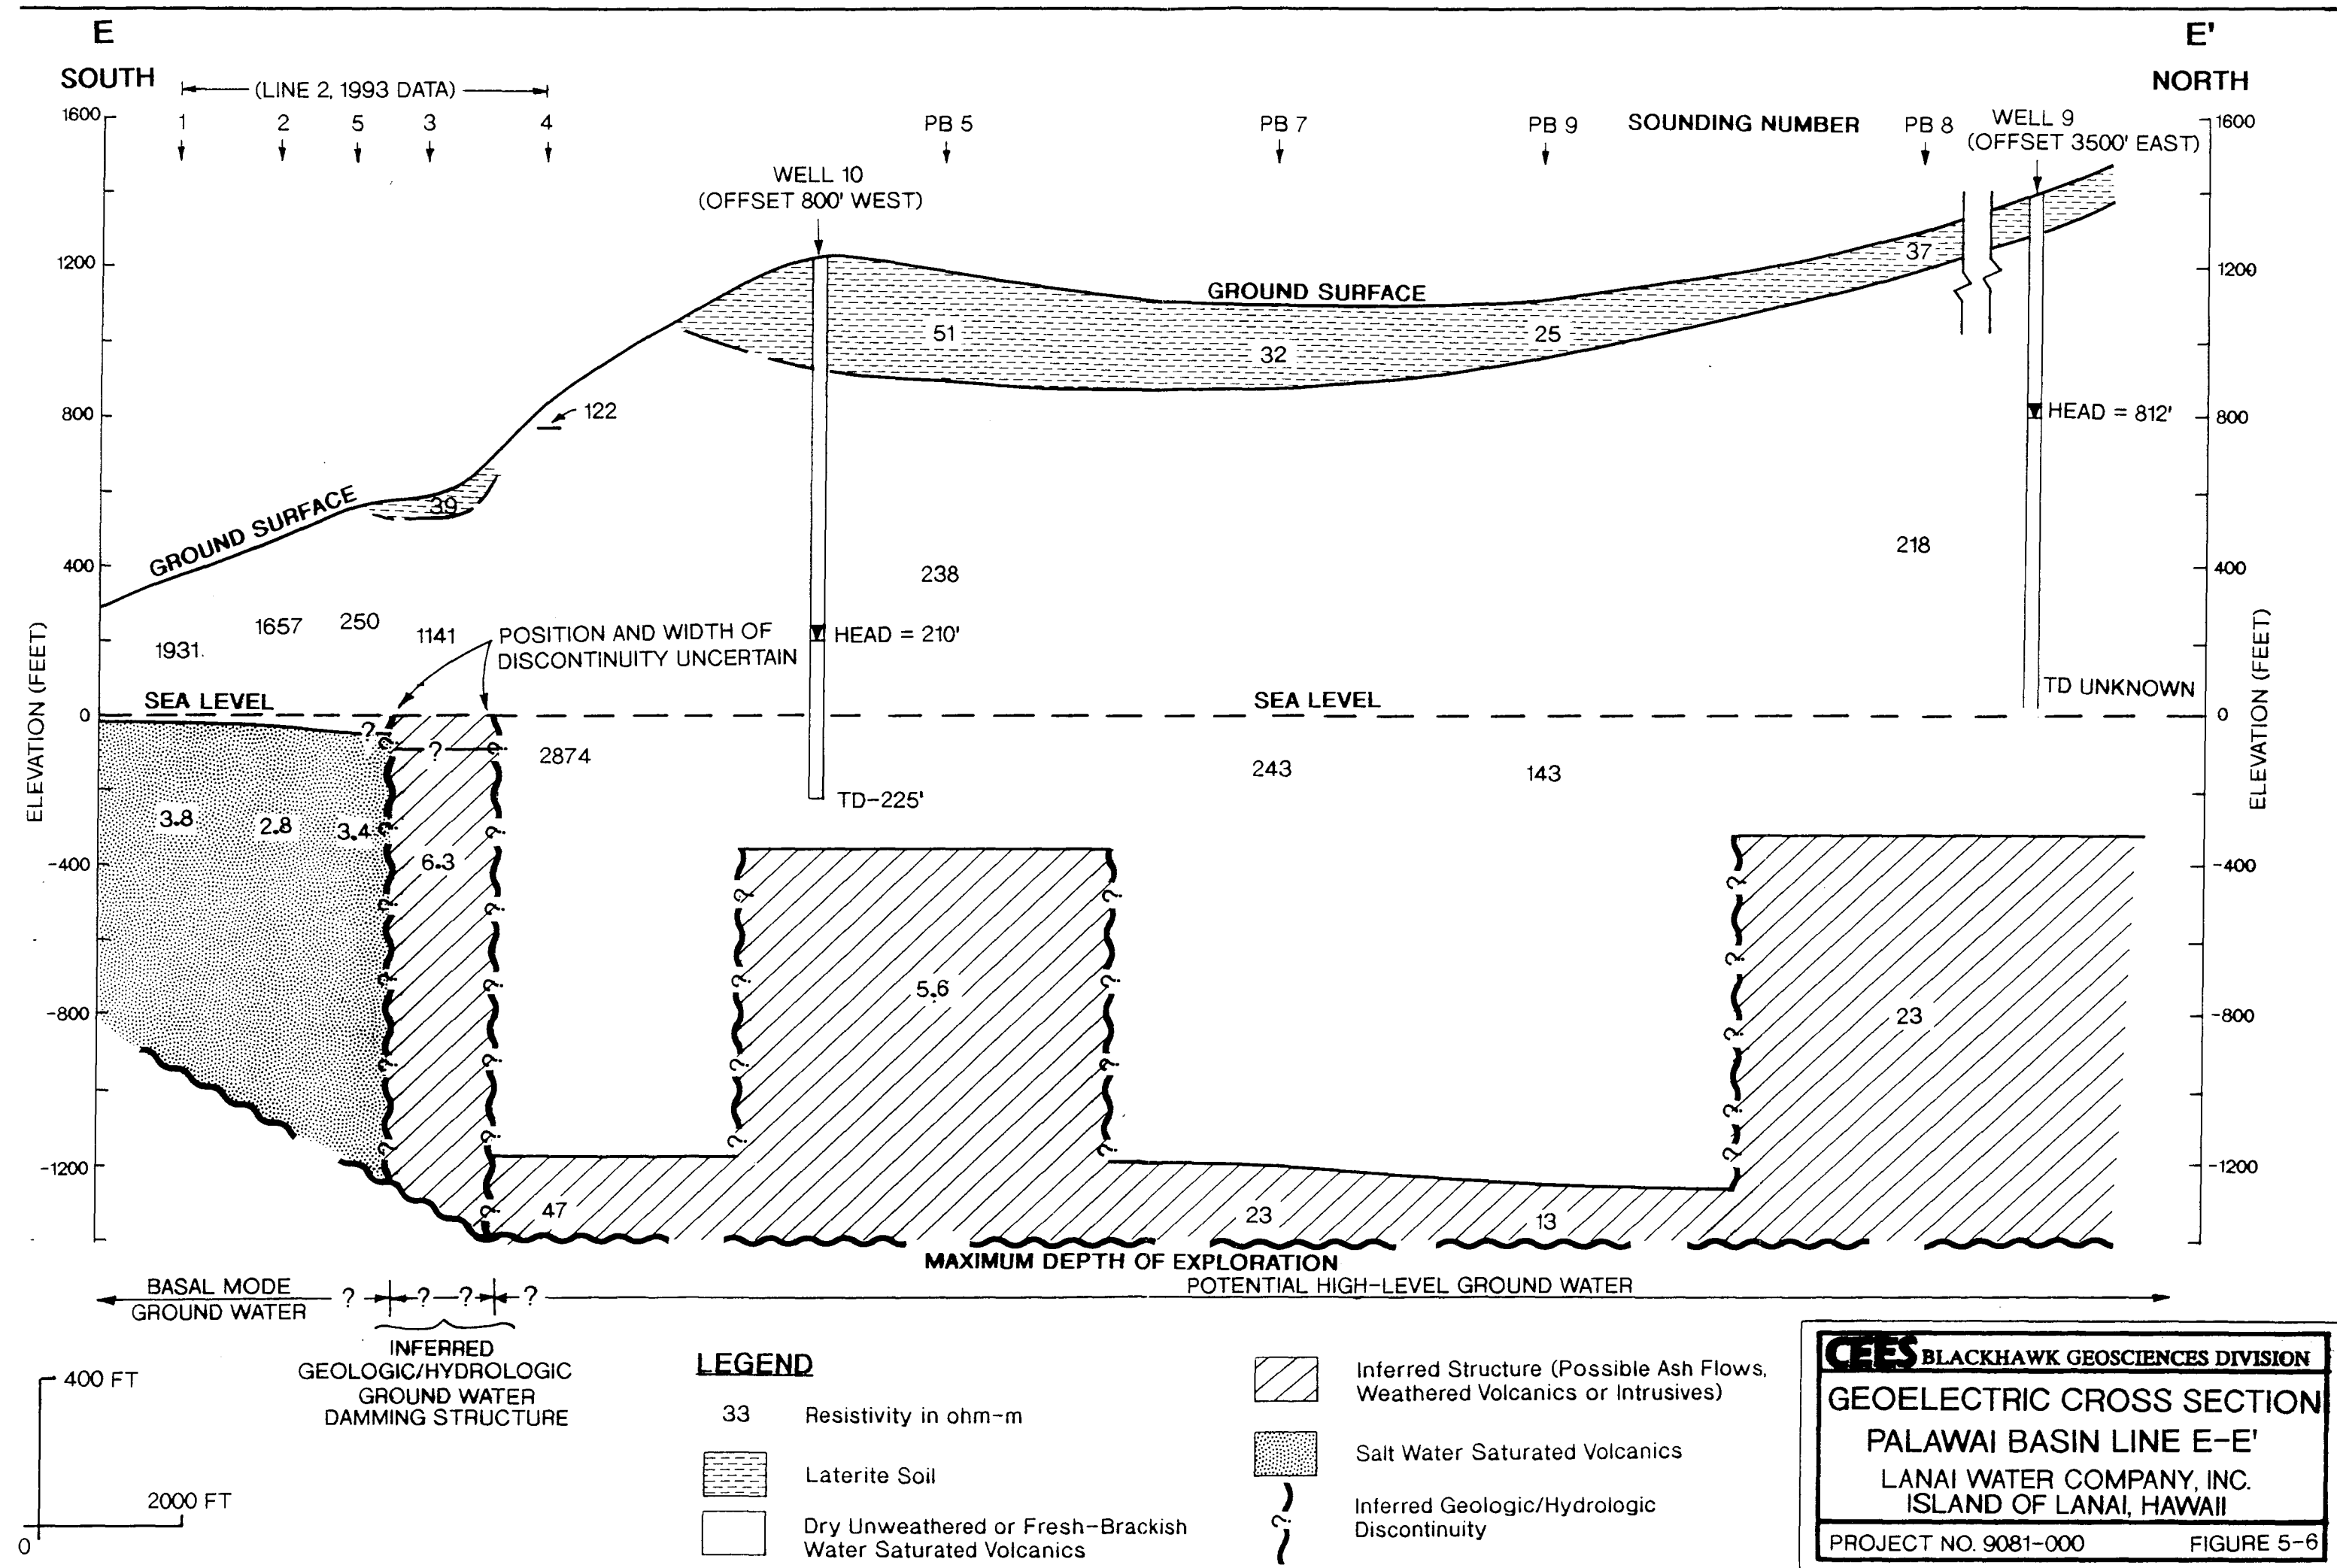 E
E'
SOUTH
NORTH
(LINE 2, 1993 DATA)
1600
1
2
5
3
4
PB 5
PB 7
PB 9
SOUNDING NUMBER
PB 8
WELL 9
(OFFSET 3500' EAST)
1600
WELL 10
(OFFSET 800' WEST)
1200
GROUND SURFACE
37
1200
51
32
25
800
122
HEAD = 812'
800
GROUND SURFACE
39
400
238
218
400
1931
1657
250
1141
POSITION AND WIDTH OF
DISCONTINUITY UNCERTAIN
HEAD = 210'
ELEVATION (FEET)
ELEVATION (FEET)
TD UNKNOWN
SEA LEVEL
SEA LEVEL
0
0
?
?
?
?
2874
243
143
TD-225'
3.8
2.8
3.4
?
?
6.3
-400
-400
?
?
?
?
?
5.6
?
?
?
?
?
23
-800
-800
?
?
?
?
?
?
?
?
?
?
-1200
-1200
47
?
23
13
MAXIMUM DEPTH OF EXPLORATION
BASAL MODE
GROUND WATER
?
?
?
?
POTENTIAL HIGH-LEVEL GROUND WATER
INFERRED
GEOLOGIC/HYDROLOGIC
GROUND WATER
DAMMING STRUCTURE
400 FT
2000 FT
0
LEGEND
33 Resistivity in ohm-m
Laterite Soil
Dry Unweathered or Fresh-Brackish
Water Saturated Volcanics
Inferred Structure (Possible Ash Flows,
Weathered Volcanics or Intrusives)
Salt Water Saturated Volcanics
?
Inferred Geologic/Hydrologic
Discontinuity
CEES BLACKHAWK GEOSCIENCES DIVISION
GEOELECTRIC CROSS SECTION
PALAWAI BASIN LINE E-E'
LANAI WATER COMPANY, INC.
ISLAND OF LANAI, HAWAII
PROJECT NO. 9081-000 FIGURE 5-6